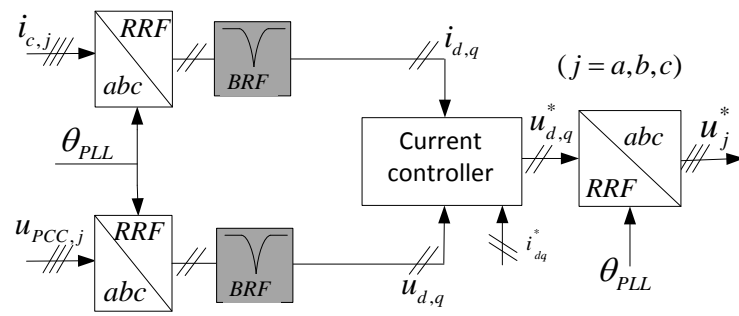 i_{c,j}
RRF
abc
BRF
i_{d,q}
(j = a,b,c)
θ_{PLL}
Current
controller
u^*_{d,q}
abc
RRF
u^*_j
u_{PCC,j}
RRF
abc
BRF
u_{d,q}
i^*_{dq}
θ_{PLL}